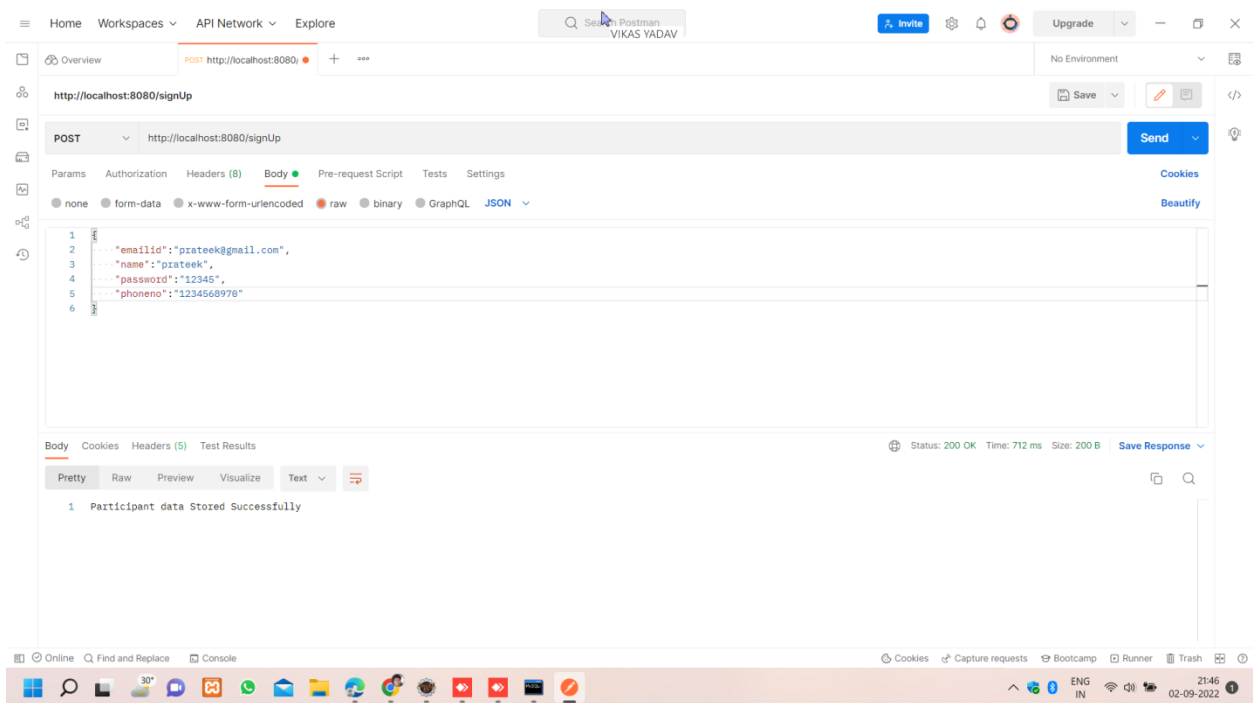 Home Workspaces API Network Explore Search Postman Invite Upgrade
VIKAS YADAV
Overview POST http://localhost:8080/ No Environment
http://localhost:8080/signUp Save
POST http://localhost:8080/signUp Send
Params Authorization Headers (8) Body Pre-request Script Tests Settings Cookies
none form-data x-www-form-urlencoded raw binary GraphQL JSON Beautify
1 {
2 "emailid":"prateek@gmail.com",
3 "name":"prateek",
4 "password":"12345",
5 "phoneno":"1234568970"
6 }
Body Cookies Headers (5) Test Results Status: 200 OK Time: 712 ms Size: 200 B Save Response
Pretty Raw Preview Visualize Text
1 Participant data Stored Successfully
Online Find and Replace Console Cookies Capture requests Bootcamp Runner Trash
30° ENG 21:46
IN 02-09-2022 1